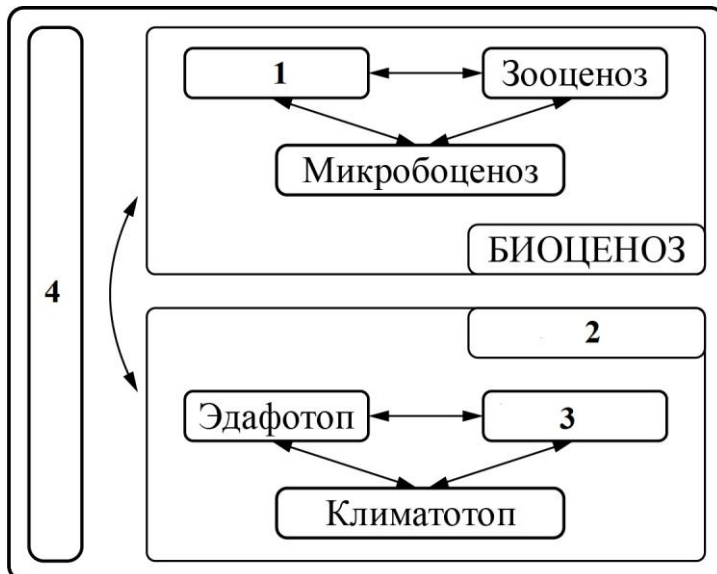 1
Зооценоз
Микробоценоз
БИОЦЕНОЗ
4
2
Эдафотоп
3
Климатотоп